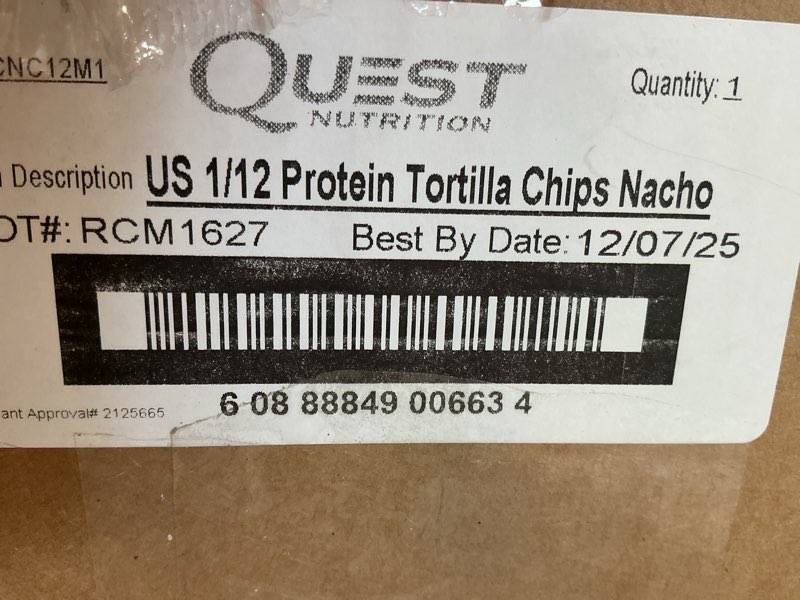 CNC12M1
QUEST
NUTRITION
Quantity: 1
Description US 1/12 Protein Tortilla Chips Nacho
OT#: RCM1627 Best By Date: 12/07/25
6 08 88849 00663 4
ant Approval# 2125665